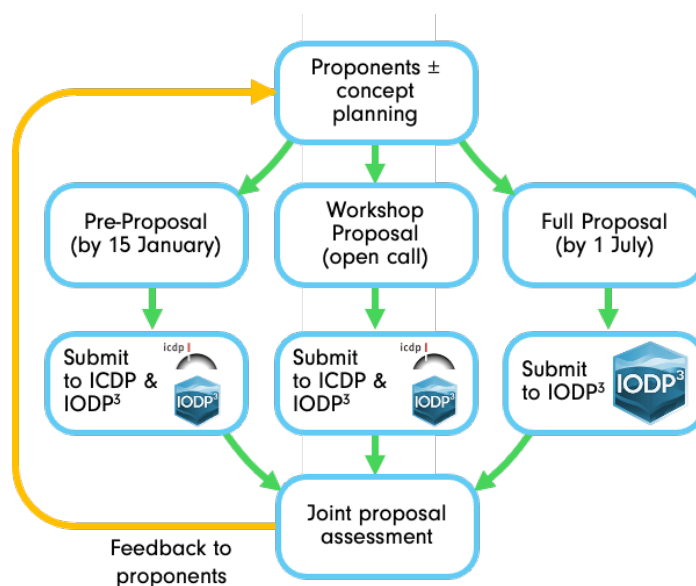 Proponents ±
concept
planning
Pre-Proposal
(by 15 January)
Workshop
Proposal
(open call)
Full Proposal
(by 1 July)
Submit
to ICDP &
IODP³
icdp
IODP³
Submit
to ICDP &
IODP³
icdp
IODP³
Submit
to IODP³
IODP³
Joint proposal
assessment
Feedback to
proponents